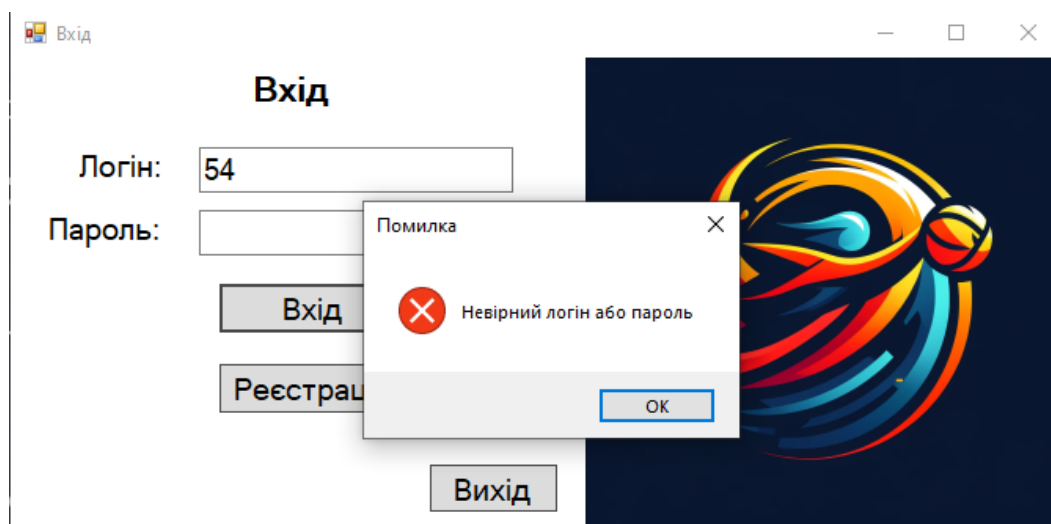 Вхід
Вхід
Логін:
54
Пароль:
Помилка
Невірний логін або пароль
OK
Вхід
Реєстрац
Вихід